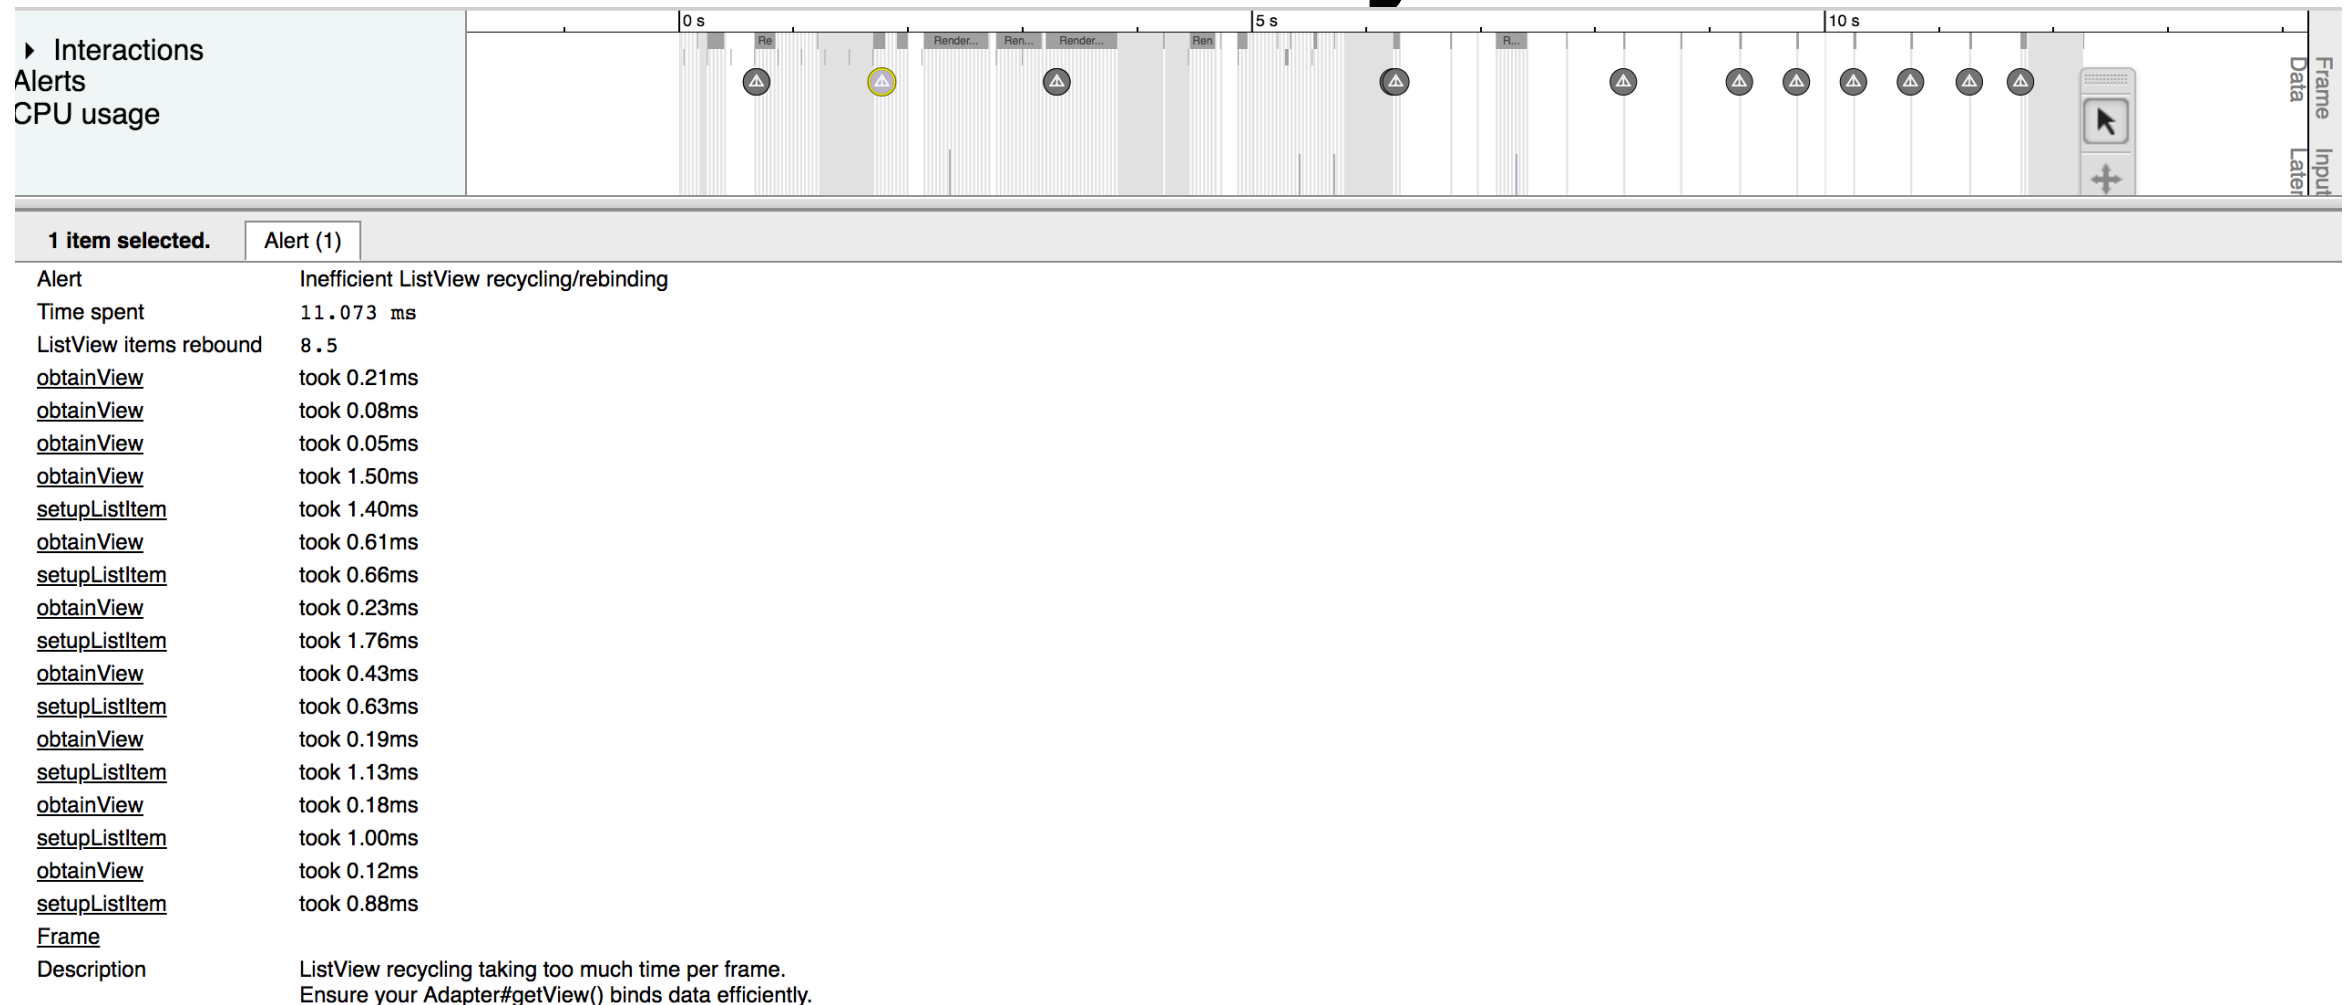 0 s 5 s 10 s
Interactions
Re Render... Ren... Render... Ren R...
Alerts
CPU usage
Frame Data
Input Later
1 item selected. Alert (1)
Alert Inefficient ListView recycling/rebinding
Time spent 11.073 ms
ListView items rebound 8.5
obtainView took 0.21ms
obtainView took 0.08ms
obtainView took 0.05ms
obtainView took 1.50ms
setupListItem took 1.40ms
obtainView took 0.61ms
setupListItem took 0.66ms
obtainView took 0.23ms
setupListItem took 1.76ms
obtainView took 0.43ms
setupListItem took 0.63ms
obtainView took 0.19ms
setupListItem took 1.13ms
obtainView took 0.18ms
setupListItem took 1.00ms
obtainView took 0.12ms
setupListItem took 0.88ms
Frame
Description ListView recycling taking too much time per frame.
Ensure your Adapter#getView() binds data efficiently.